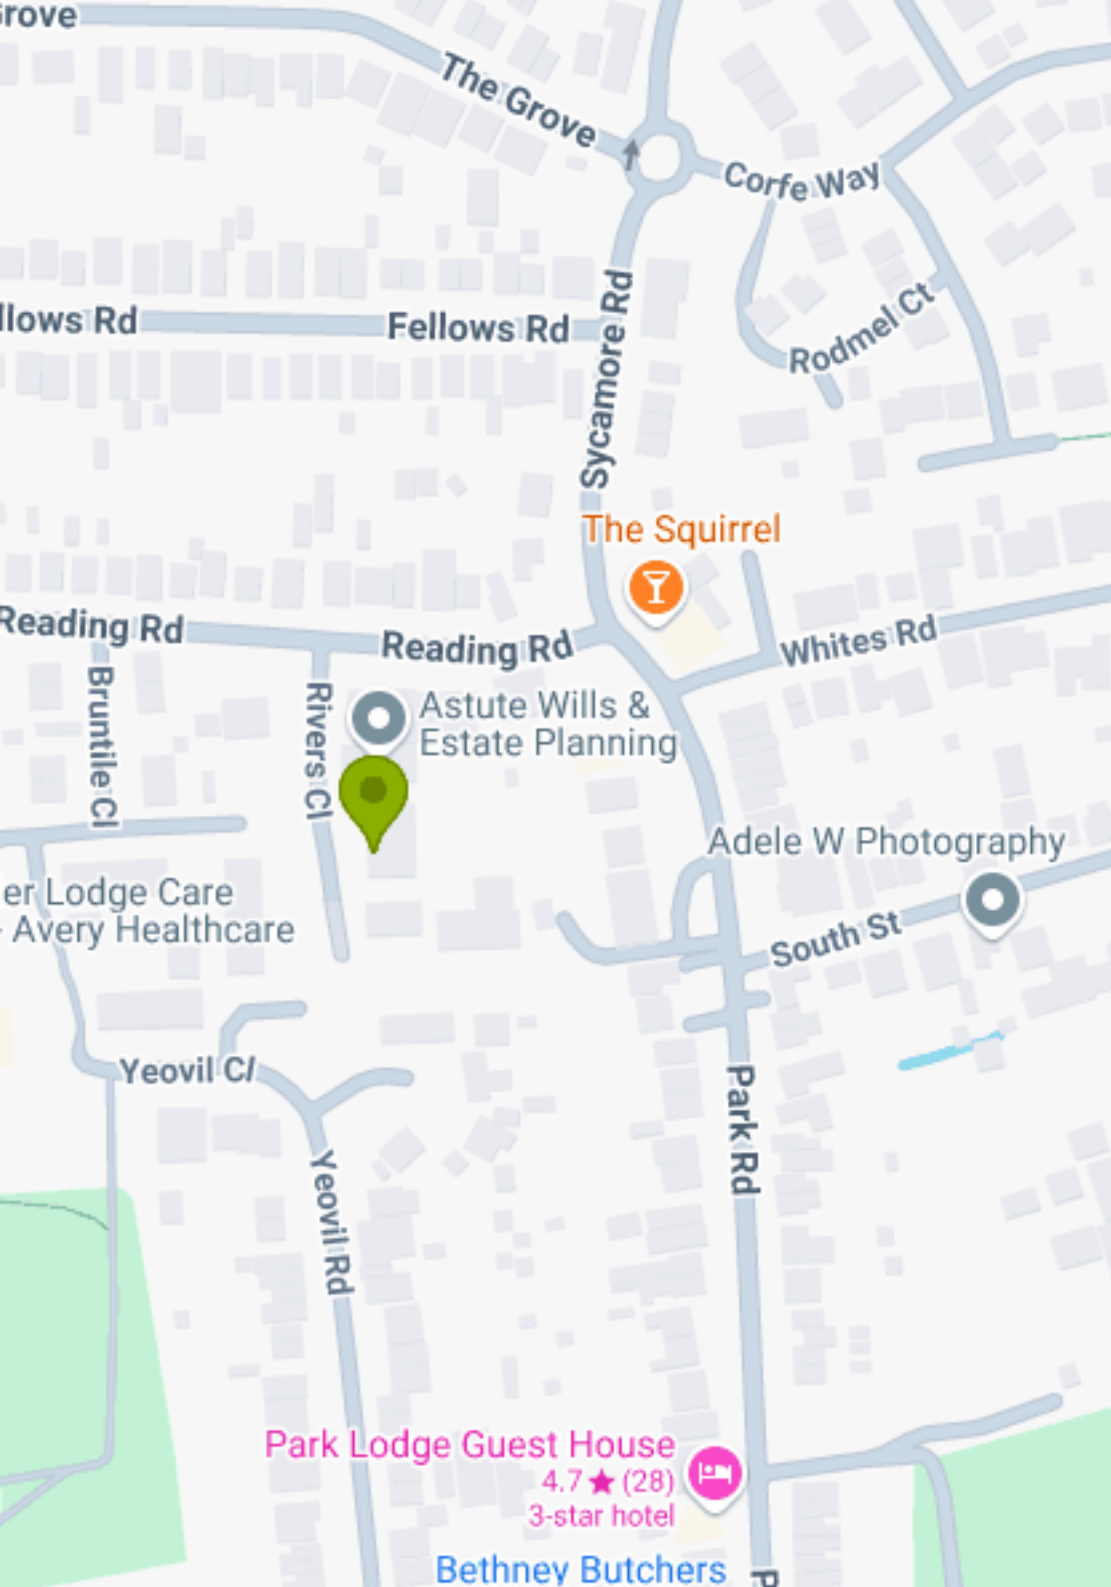 Grove
The Grove
Corfe Way
Sycamore Rd
Rodmel Ct
llows Rd
Fellows Rd
The Squirrel
Reading Rd
Reading Rd
Whites Rd
Bruntile Cl
Rivers Cl
Astute Wills &
Estate Planning
Adele W Photography
er Lodge Care
- Avery Healthcare
South St
Yeovil Cl
Park Rd
Yeovil Rd
Park Lodge Guest House
4.7★(28)
3-star hotel
Bethney Butchers
P